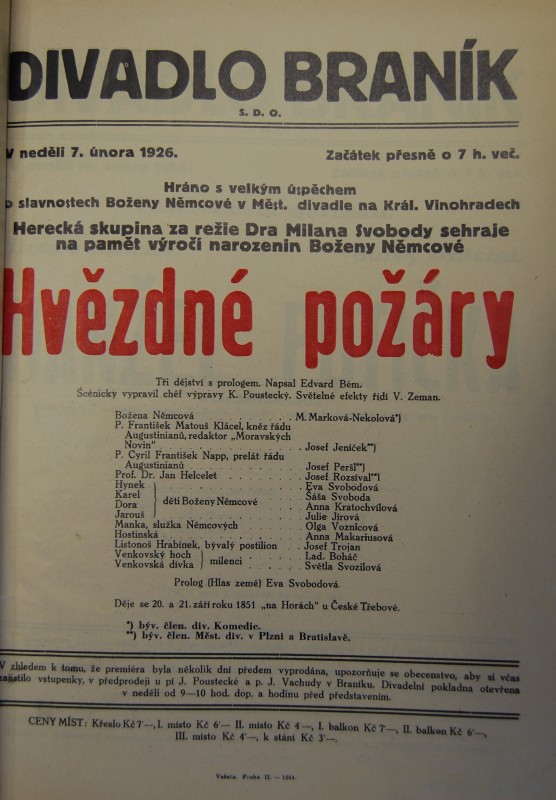 DIVADLO BRANÍK
S. D. O.
V neděli 7. února 1926. Začátek přesně o 7 h. več.
Hráno s velkým úspěchem
o slavnostech Boženy Němcové v Měst. divadle na Král. Vinohradech
Herecká skupina za režie Dra Milana Svobody sehraje
na pamět výročí narozenin Boženy Němcové
Hvězdné požáry
Tři dějství s prologem. Napsal Edvard Bém.
Scénicky vypravil chéf výpravy K. Poustecký. Světelné efekty řídí V. Zeman.
Božena Němcová . . . . . . . . M. Marková-Nekolová*)
P. František Matouš Klácel, kněz řádu
Augustinianů, redaktor „Moravských
Novin“ . . . . . . . . . . Josef Jeníček**)
P. Cyril František Napp, prelát řádu
Augustinianů . . . . . . . . Josef Peršl**)
Prof. Dr. Jan Helcelet . . . . . . Josef Rozsíval**)
Hynek . . . . . . Eva Svobodová
Karel . . . . . . Sáša Svoboda
děti Boženy Němcové
Dora . . . . . . Anna Kratochvílová
Jarouš . . . . . . Julie Jírová
Manka, služka Němcových . . . . . Olga Voznicová
Hostinská . . . . . . . . . Anna Makariusová
Listonoš Hrabínek, bývalý postilion . . Josef Trojan
Venkovský hoch . . . . Lad. Boháč
milenci
Venkovská dívka . . . . Světla Svozilová
Prolog (Hlas země) Eva Svobodová.
Děje se 20. a 21. září roku 1851 „na Horách“ u České Třebové.
*) býv. člen. div. Komedie.
**) býv. člen. Měst. div. v Plzni a Bratislavě.
V zhledem k tomu, že premiéra byla několik dní předem vyprodána, upozorňuje se obecenstvo, aby si včas
zajistilo vstupenky, v předprodeji u pí J. Poustecké a p. J. Vachudy v Braníku. Divadelní pokladna otevřena
v neděli od 9—10 hod. dop. a hodinu před představením.
CENY MÍST: Křeslo Kč 7·—, I. místo Kč 6·— II. místo Kč 4·—, I. balkon Kč 7·—, II. balkon Kč 6·—,
III. místo Kč 4·—, k stání Kč 3·—.
Praha II. —